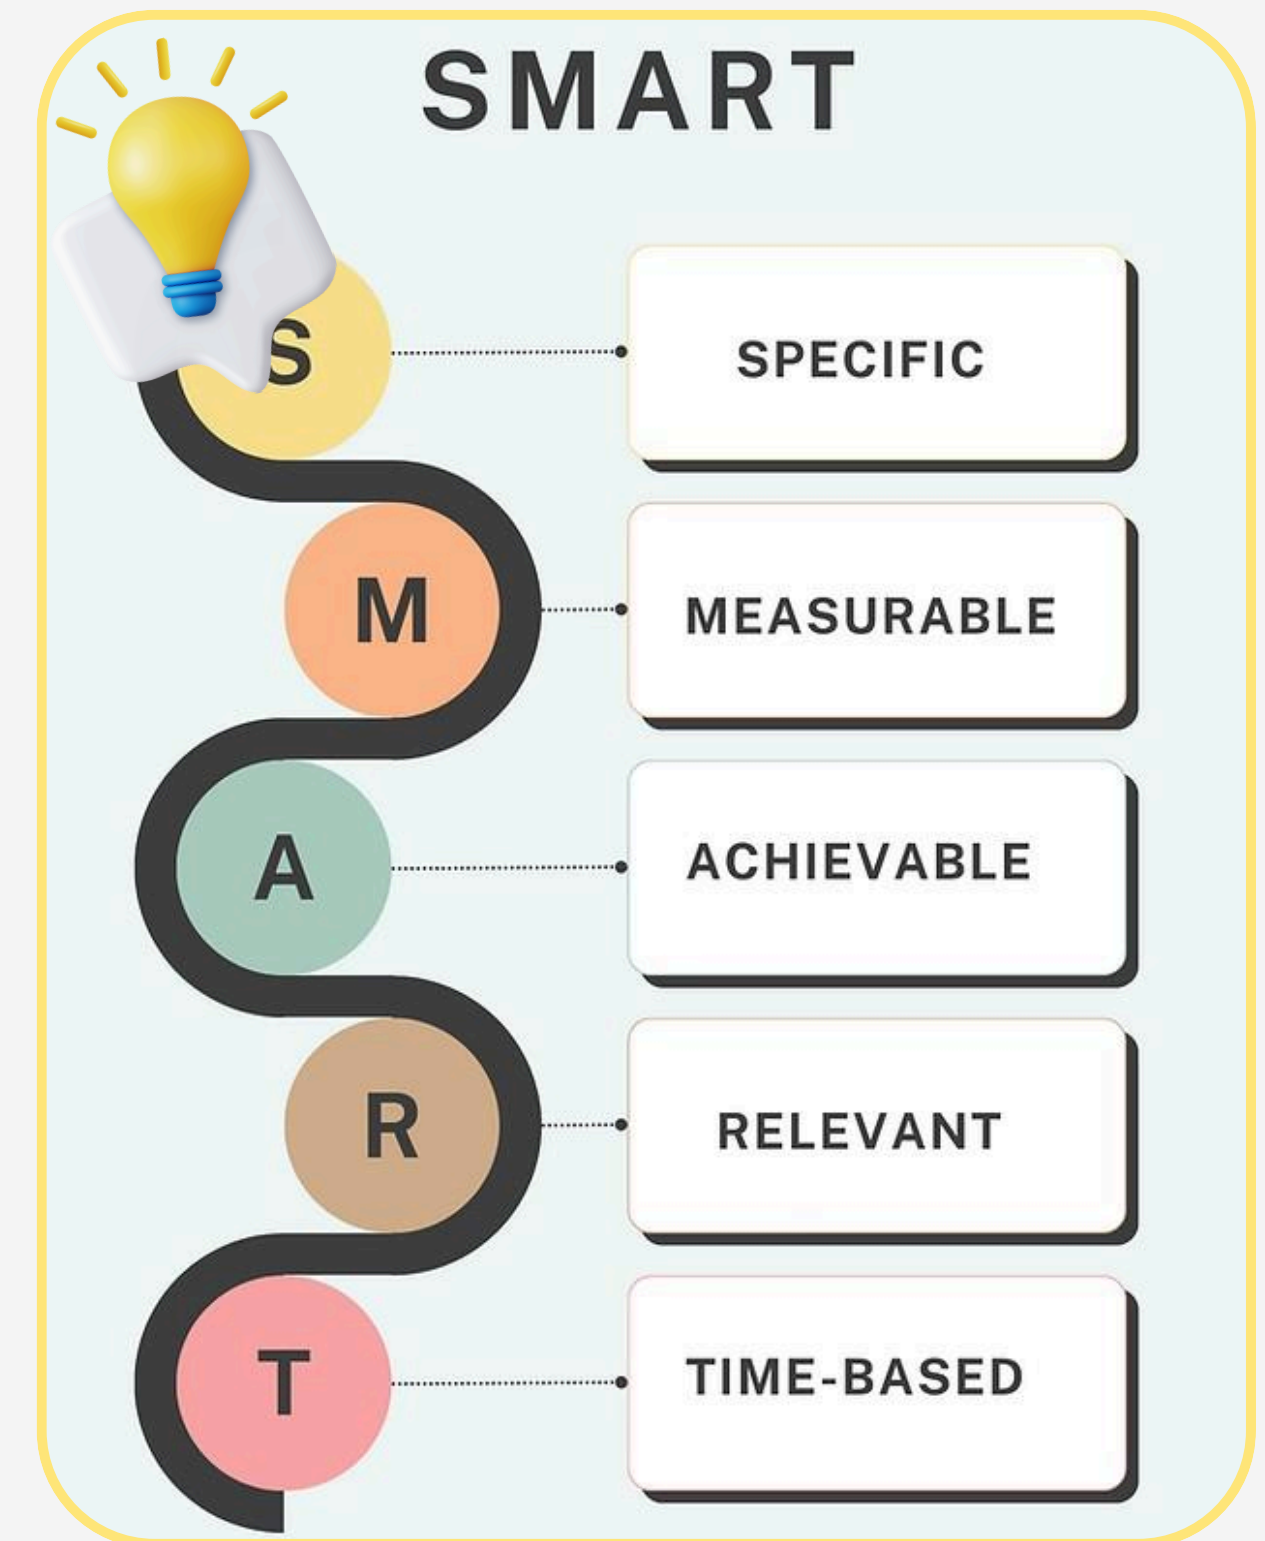 SMART
S
SPECIFIC
M
MEASURABLE
A
ACHIEVABLE
R
RELEVANT
T
TIME-BASED